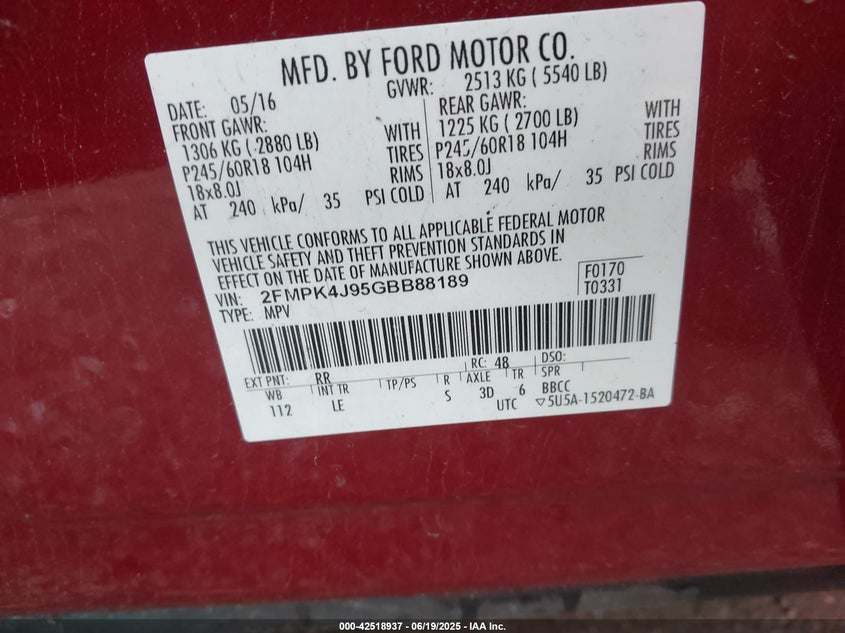 MFD. BY FORD MOTOR CO.
DATE: 05/16 GVWR: 2513 KG ( 5540 LB)
FRONT GAWR: REAR GAWR:
1306 KG ( 2880 LB) WITH 1225 KG ( 2700 LB) WITH
P245/60R18 104H TIRES P245/60R18 104H TIRES
18x8.0J RIMS 18x8.0J RIMS
AT 240 kPa/ 35 PSI COLD AT 240 kPa/ 35 PSI COLD
THIS VEHICLE CONFORMS TO ALL APPLICABLE FEDERAL MOTOR
VEHICLE SAFETY AND THEFT PREVENTION STANDARDS IN
EFFECT ON THE DATE OF MANUFACTURE SHOWN ABOVE.
VIN: 2FMPK4J95GBB88189 F0170
TYPE: MPV T0331
EXT PNT: RR RC: 48 DSO:
WB INT TR TP/PS R AXLE TR SPR
112 LE S 3D 6 BBCC
UTC ▽5U5A-1520472-BA
000-42518937 - 06/19/2025 - IAA Inc.